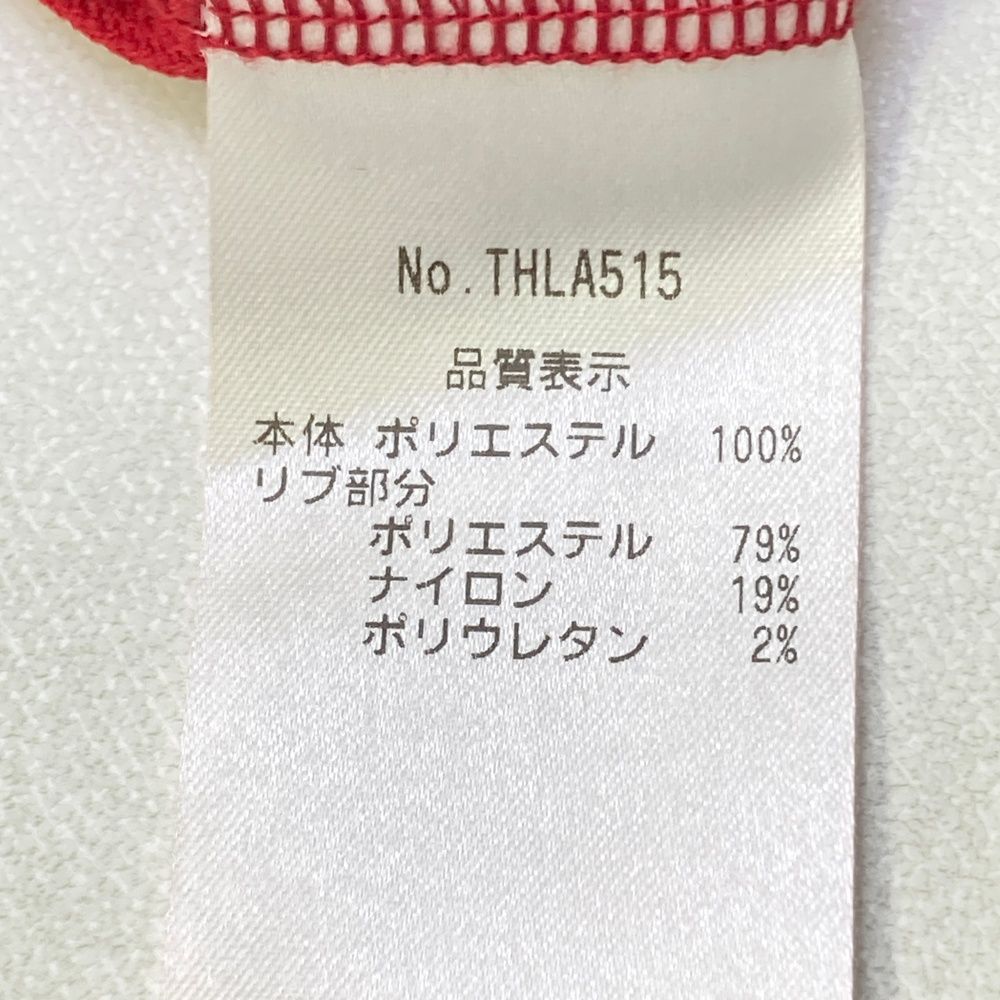 No.THLA515
品質表示
本体 ポリエステル 100%
リブ部分
ポリエステル 79%
ナイロン 19%
ポリウレタン 2%